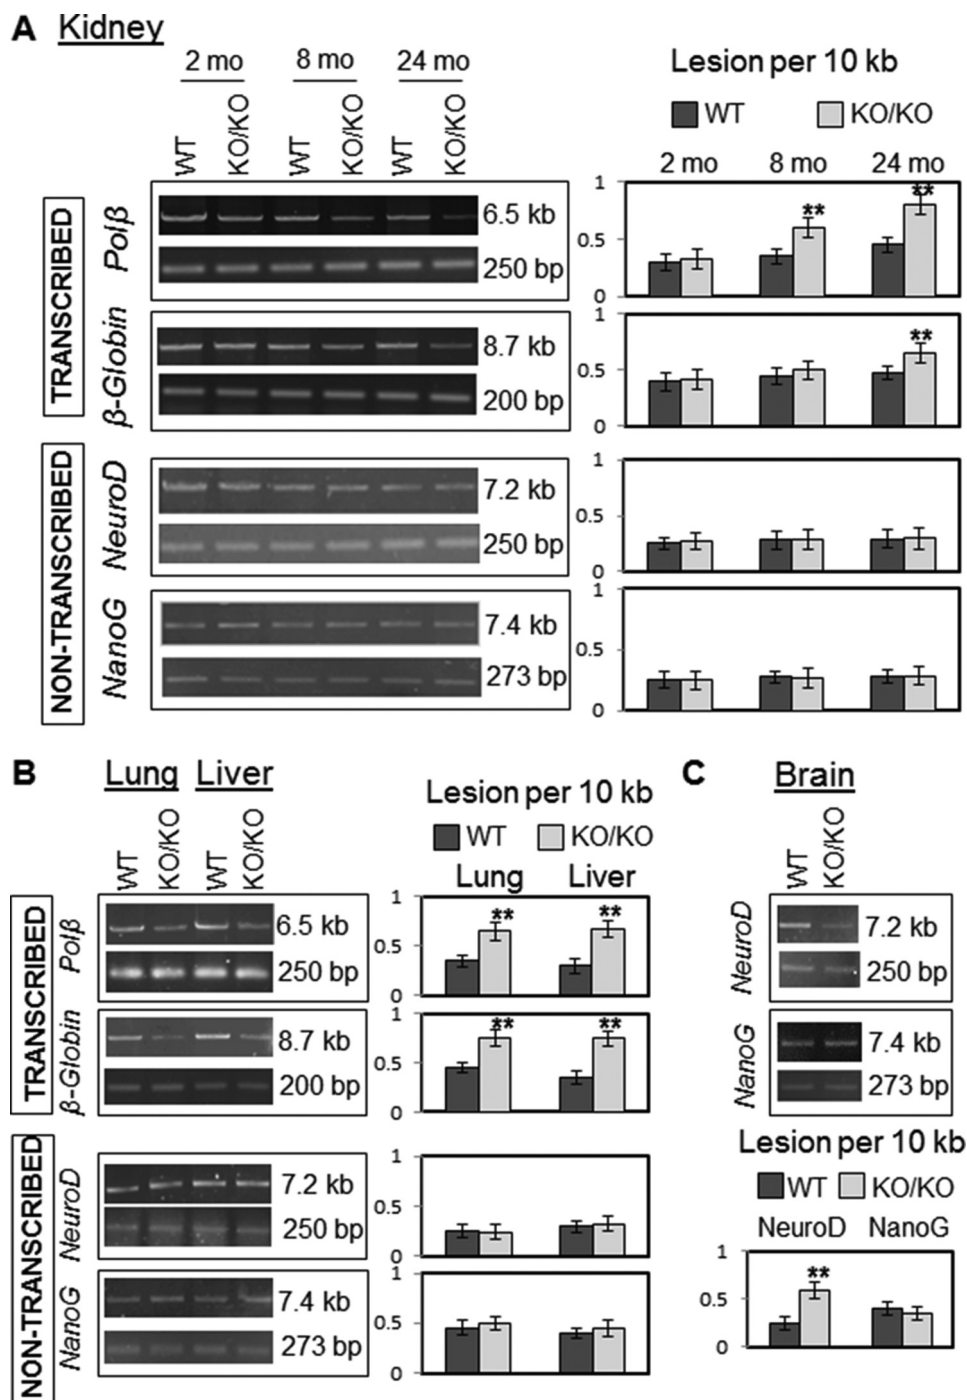 A Kidney
2 mo 8 mo 24 mo
WT KO/KO WT KO/KO WT KO/KO
Lesion per 10 kb
WT KO/KO
2 mo 8 mo 24 mo
TRANSCRIBED
Polβ
6.5 kb
250 bp
1
0.5
0
** **
β-Globin
8.7 kb
200 bp
1
0.5
0
**
NON-TRANSCRIBED
NeuroD
7.2 kb
250 bp
1
0.5
0
NanoG
7.4 kb
273 bp
1
0.5
0
B Lung Liver
WT KO/KO WT KO/KO
Lesion per 10 kb
WT KO/KO
Lung Liver
TRANSCRIBED
Polβ
6.5 kb
250 bp
1
0.5
0
** **
β-Globin
8.7 kb
200 bp
1
0.5
0
** **
NON-TRANSCRIBED
NeuroD
7.2 kb
250 bp
1
0.5
0
NanoG
7.4 kb
273 bp
1
0.5
0
C Brain
WT KO/KO
NeuroD
7.2 kb
250 bp
NanoG
7.4 kb
273 bp
Lesion per 10 kb
WT KO/KO
NeuroD NanoG
1
0.5
0
**